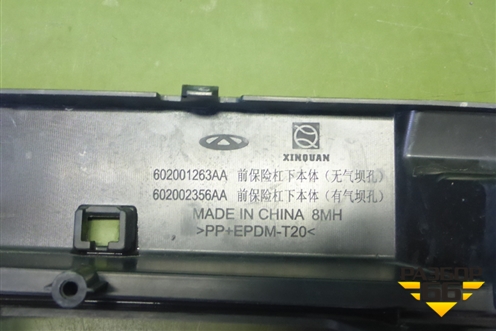 XINQUAN
602001263AA 前保险杠下本体（无气坝孔）
602002356AA 前保险杠下本体（有气坝孔）
MADE IN CHINA 8MH
>PP+EPDM-T20<